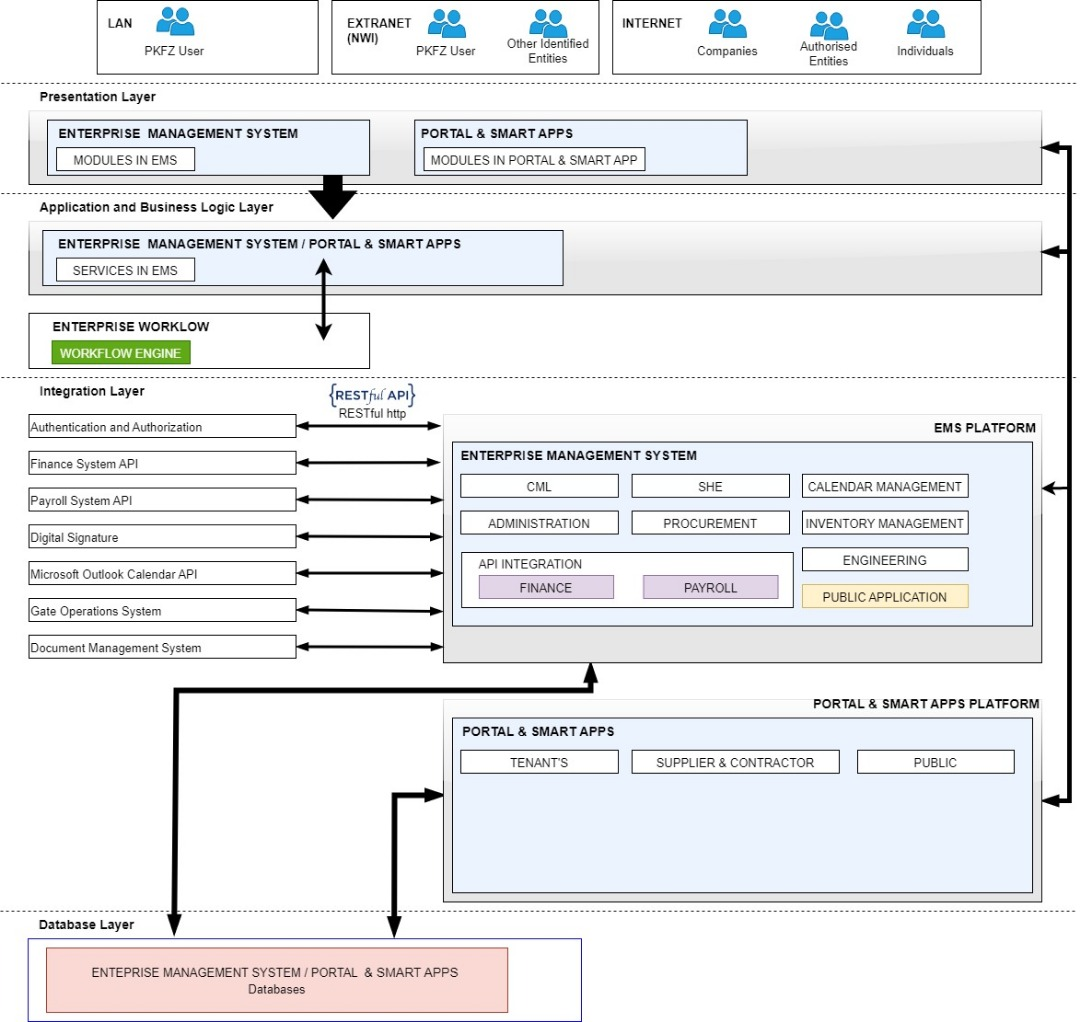 LAN
PKFZ User
EXTRANET
(NWI)
PKFZ User
Other Identified
Entities
INTERNET
Companies
Authorised
Entities
Individuals
Presentation Layer
ENTERPRISE MANAGEMENT SYSTEM
MODULES IN EMS
PORTAL & SMART APPS
MODULES IN PORTAL & SMART APP
Application and Business Logic Layer
ENTERPRISE MANAGEMENT SYSTEM / PORTAL & SMART APPS
SERVICES IN EMS
ENTERPRISE WORKLOW
WORKFLOW ENGINE
Integration Layer
{RESTful API}
RESTful http
Authentication and Authorization
Finance System API
Payroll System API
Digital Signature
Microsoft Outlook Calendar API
Gate Operations System
Document Management System
EMS PLATFORM
ENTERPRISE MANAGEMENT SYSTEM
CML
SHE
CALENDAR MANAGEMENT
ADMINISTRATION
PROCUREMENT
INVENTORY MANAGEMENT
API INTEGRATION
FINANCE
PAYROLL
ENGINEERING
PUBLIC APPLICATION
PORTAL & SMART APPS PLATFORM
PORTAL & SMART APPS
TENANT'S
SUPPLIER & CONTRACTOR
PUBLIC
Database Layer
ENTEPRISE MANAGEMENT SYSTEM / PORTAL & SMART APPS
Databases